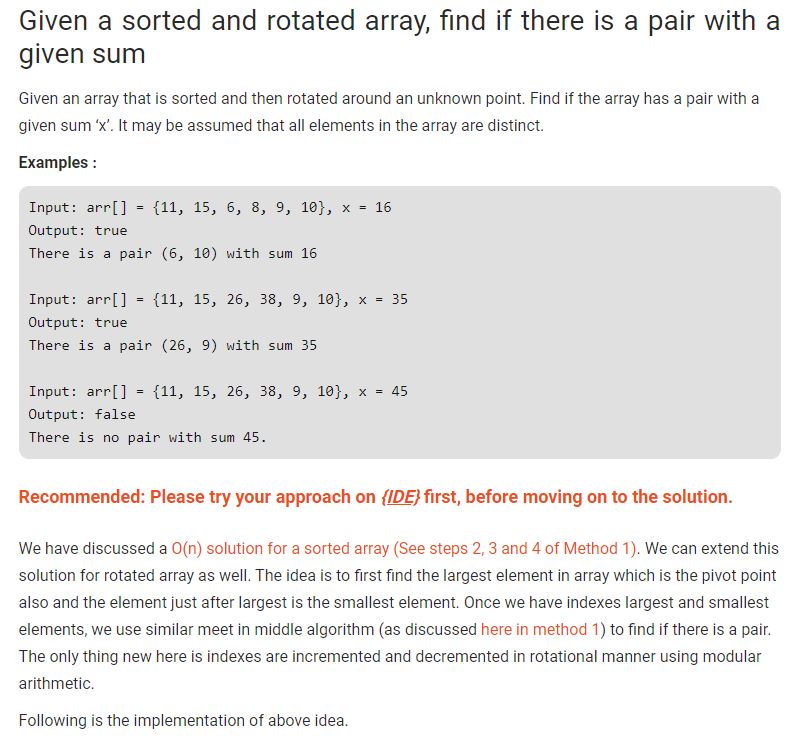 Given a sorted and rotated array, find if there is a pair with a
given sum
Given an array that is sorted and then rotated around an unknown point. Find if the array has a pair with a
given sum ‘x’. It may be assumed that all elements in the array are distinct.
Examples :
Input: arr[] = {11, 15, 6, 8, 9, 10}, x = 16
Output: true
There is a pair (6, 10) with sum 16
Input: arr[] = {11, 15, 26, 38, 9, 10}, x = 35
Output: true
There is a pair (26, 9) with sum 35
Input: arr[] = {11, 15, 26, 38, 9, 10}, x = 45
Output: false
There is no pair with sum 45.
Recommended: Please try your approach on {IDE} first, before moving on to the solution.
We have discussed a O(n) solution for a sorted array (See steps 2, 3 and 4 of Method 1). We can extend this
solution for rotated array as well. The idea is to first find the largest element in array which is the pivot point
also and the element just after largest is the smallest element. Once we have indexes largest and smallest
elements, we use similar meet in middle algorithm (as discussed here in method 1) to find if there is a pair.
The only thing new here is indexes are incremented and decremented in rotational manner using modular
arithmetic.
Following is the implementation of above idea.